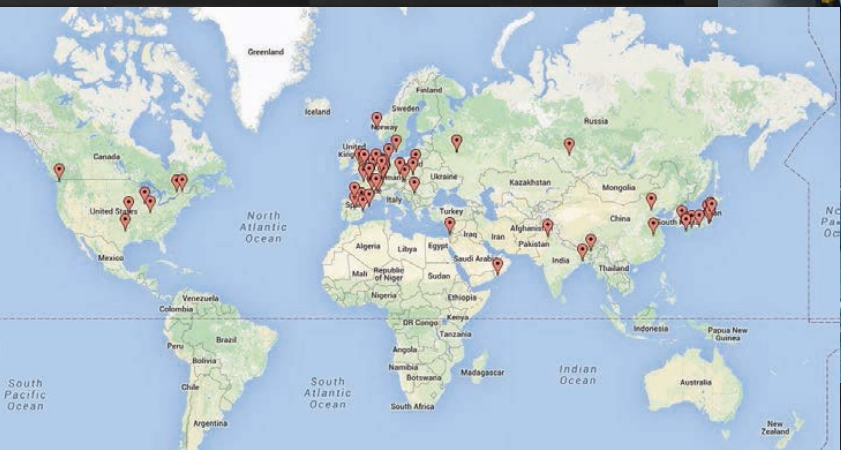 Greenland
Iceland
Finland
Sweden
Norway
Russia
Canada
United
Ukraine
Kazakhstan
Mongolia
United States
North
Atlantic
Ocean
Italy
Turkey
China
Iraq
Iran
Afghanistan
Pakistan
Algeria
Libya
Egypt
Saudi Arabia
India
Mexico
Mali
Republic
of Niger
Sudan
Thailand
Nigeria
Ethiopia
Venezuela
Colombia
DR Congo
Kenya
Tanzania
Indonesia
Papua New
Guinea
Brazil
Peru
Angola
Bolivia
Namibia
Botswana
Madagascar
Indian
Ocean
Chile
Australia
South
Pacific
Ocean
South
Atlantic
Ocean
South Africa
Argentina
New
Zealand